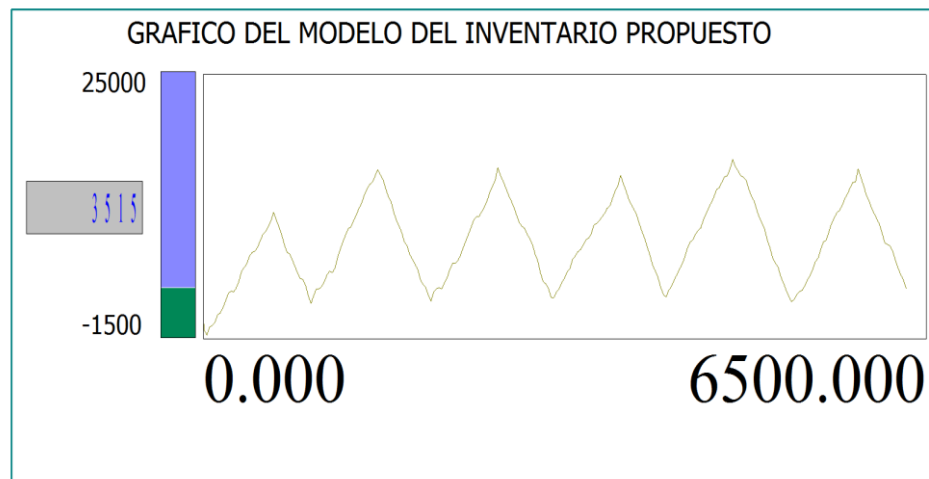 GRAFICO DEL MODELO DEL INVENTARIO PROPUESTO
25000
3515
-1500
0.000 6500.000